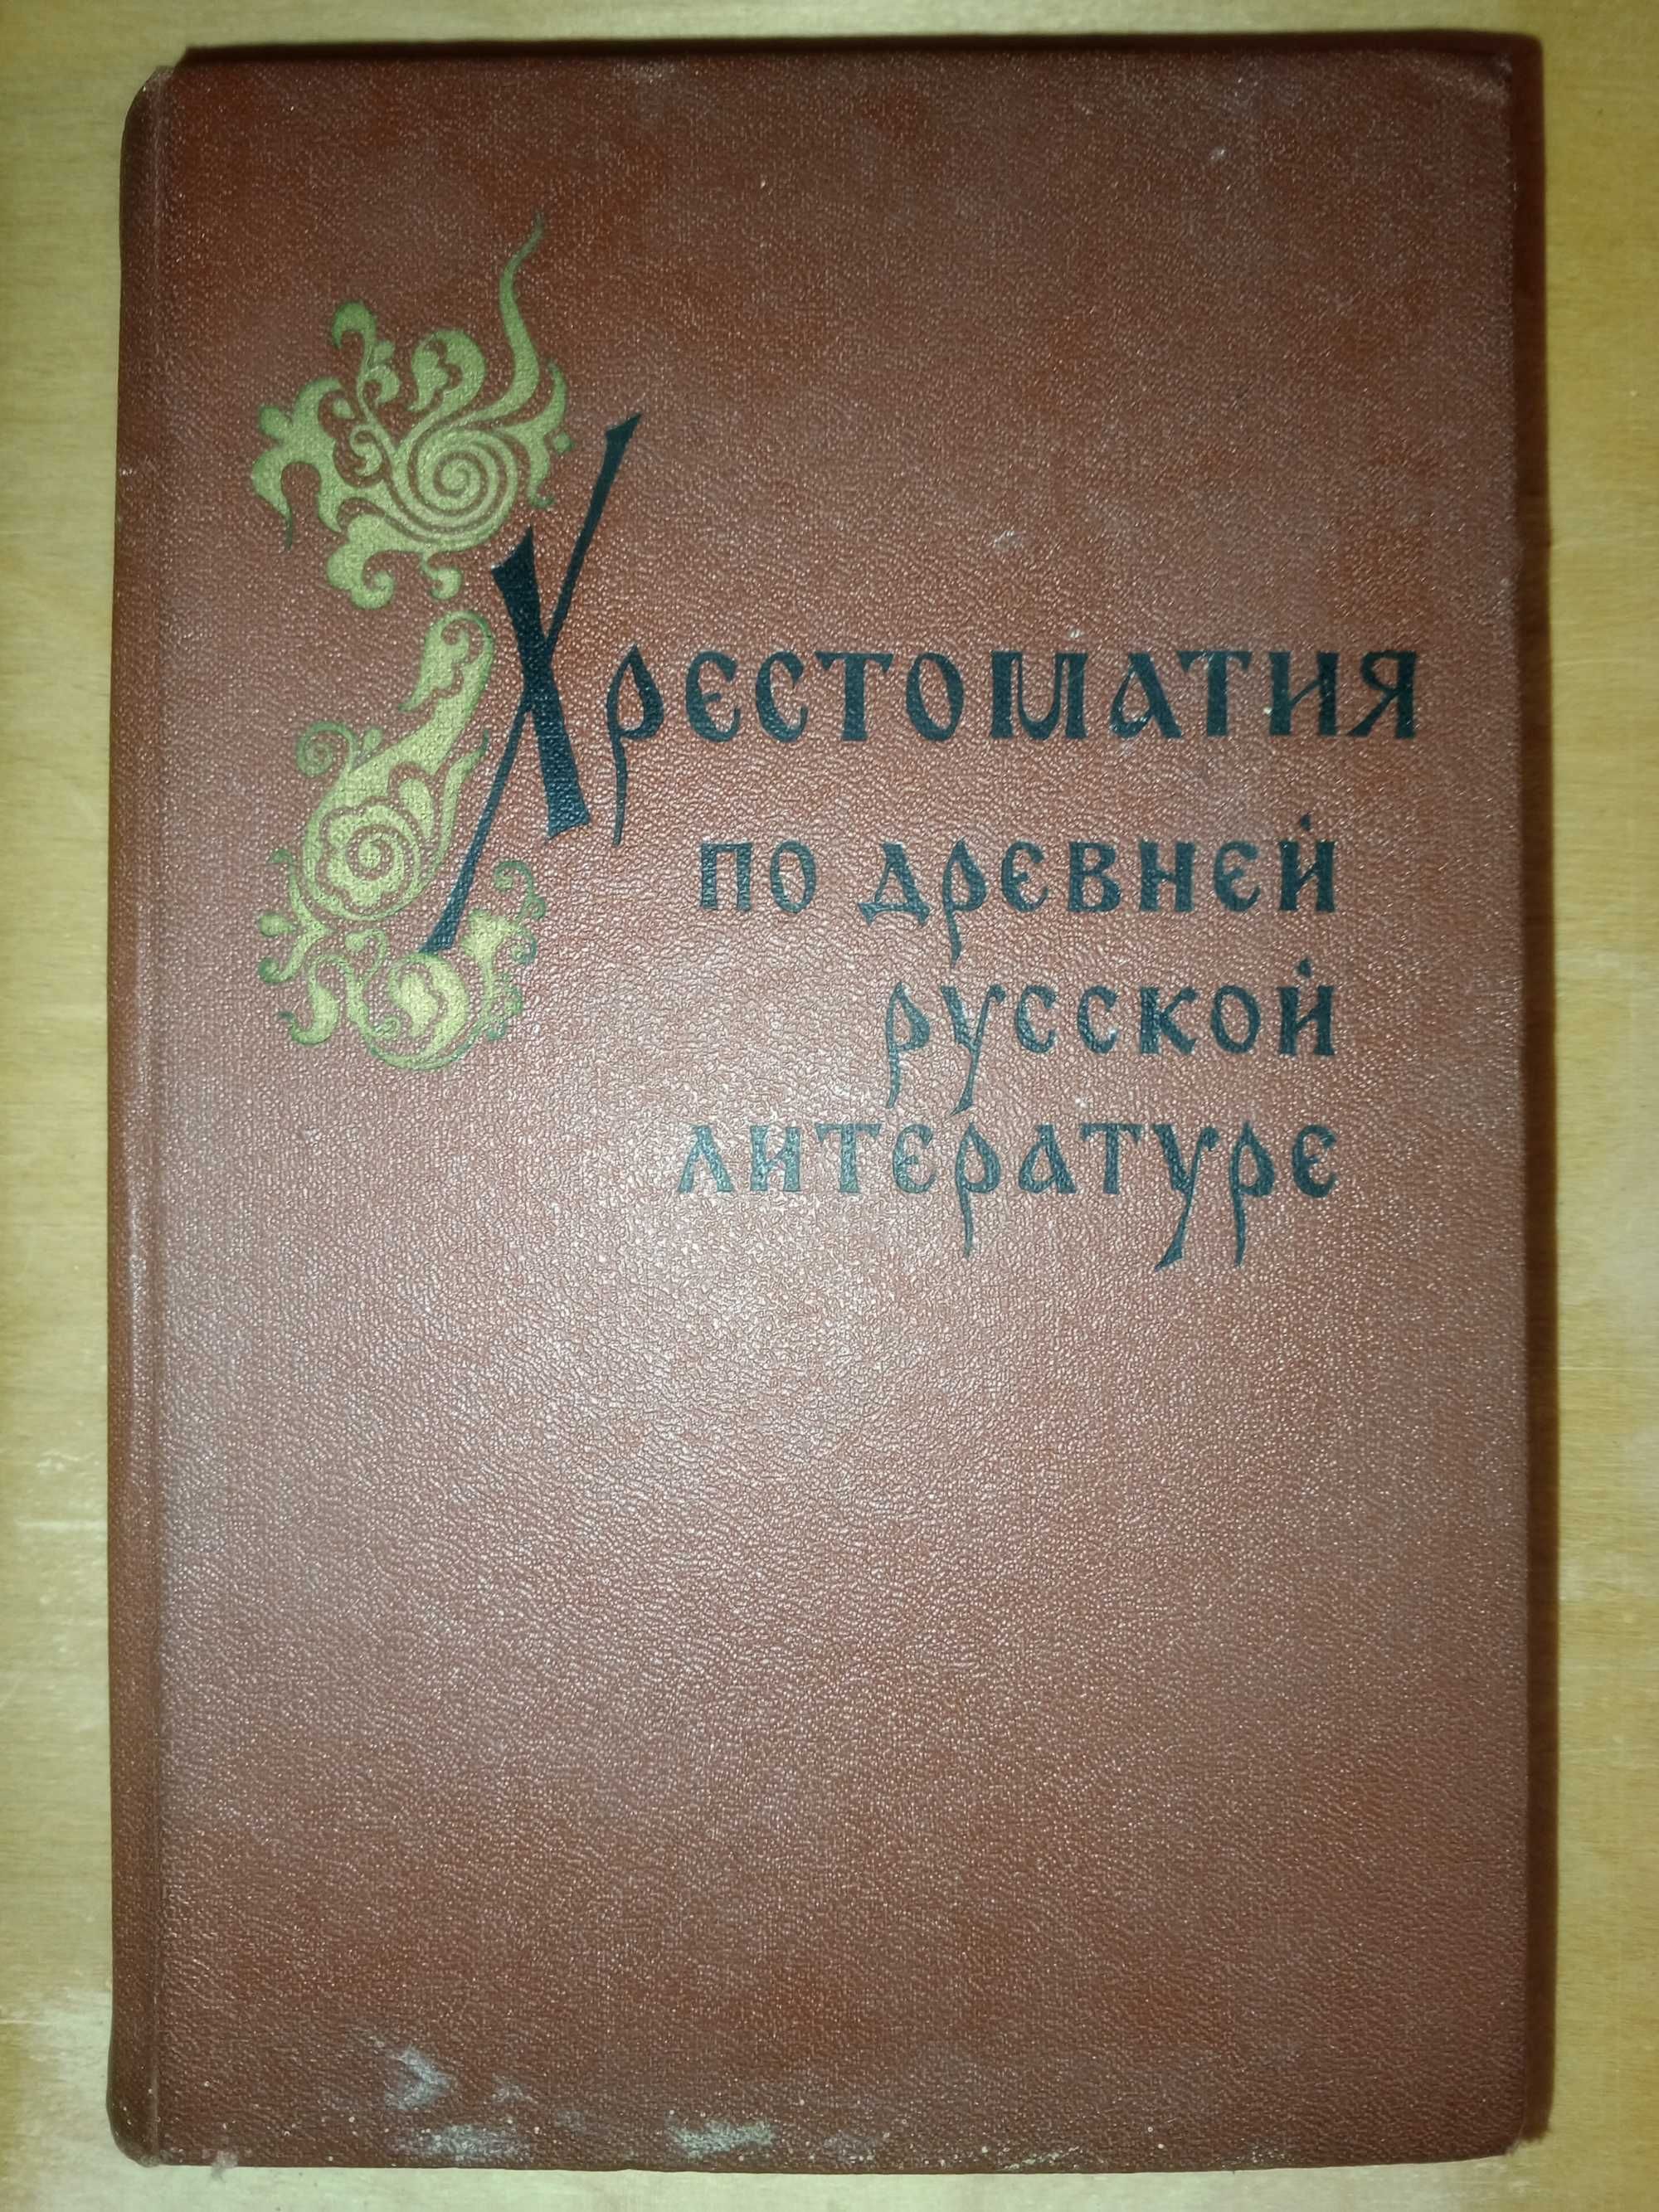 Хрестоматия
по древней
русской
литературе